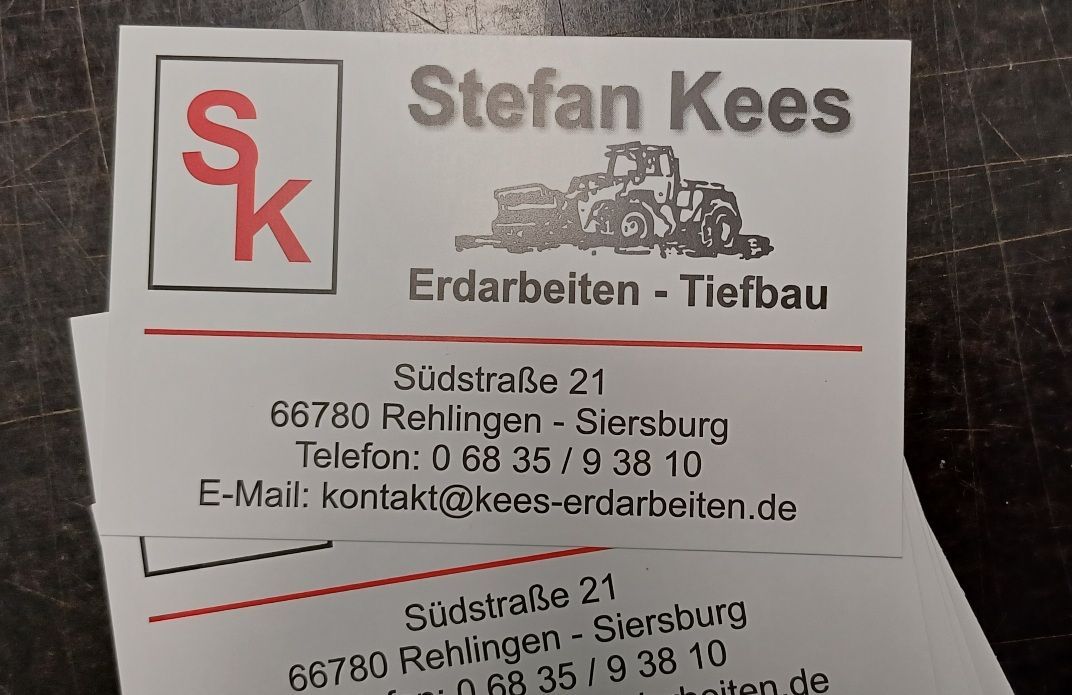 SK
Stefan Kees
Erdarbeiten - Tiefbau
Südstraße 21
66780 Rehlingen - Siersburg
Telefon: 0 68 35 / 9 38 10
E-Mail: kontakt@kees-erdarbeiten.de
Südstraße 21
66780 Rehlingen - Siersburg
0 68 35 / 9 38 10